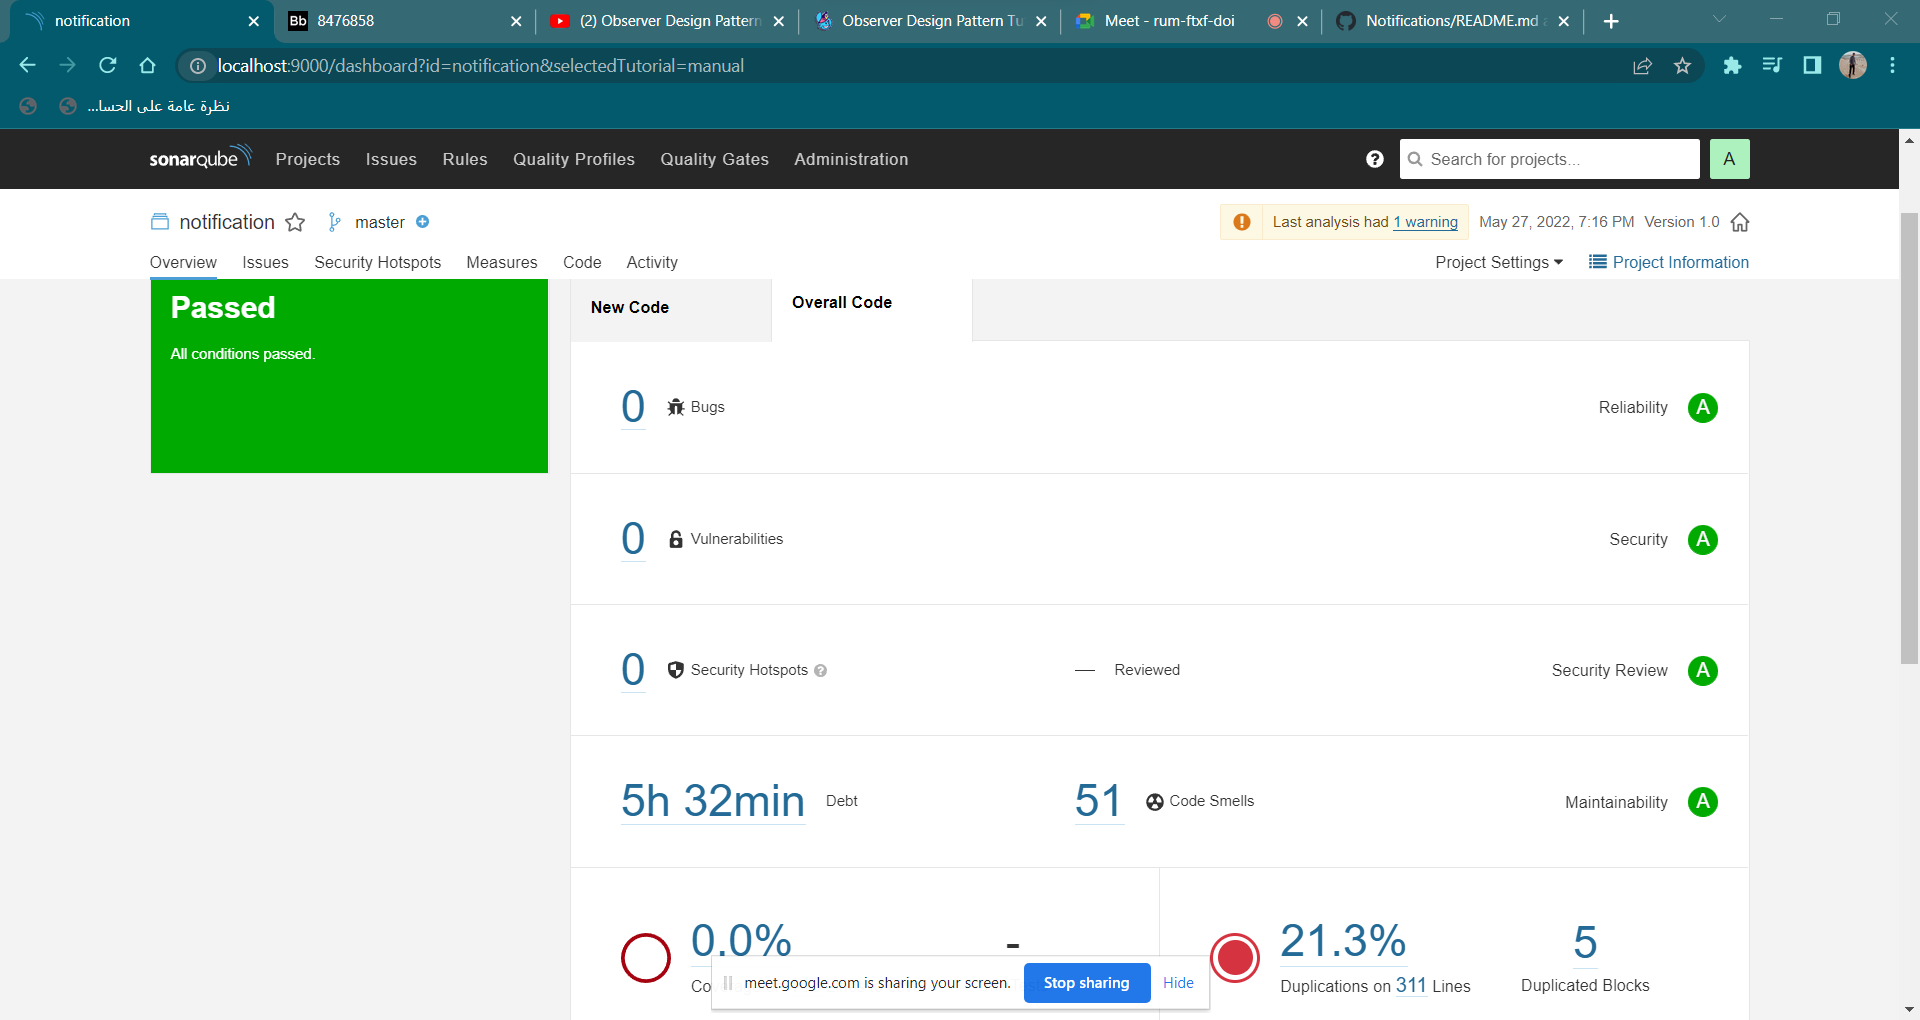 notification
Bb 8476858
(2) Observer Design Pattern
Observer Design Pattern Tu
Meet - rum-ftxf-doi
Notifications/README.md a
localhost:9000/dashboard?id=notification&selectedTutorial=manual
نظرة عامة على الحسا...
sonarqube Projects Issues Rules Quality Profiles Quality Gates Administration
Search for projects...
A
notification master
Last analysis had 1 warning May 27, 2022, 7:16 PM Version 1.0
Overview Issues Security Hotspots Measures Code Activity
Project Settings Project Information
Passed
All conditions passed.
New Code
Overall Code
0 Bugs Reliability A
0 Vulnerabilities Security A
0 Security Hotspots ? — Reviewed Security Review A
5h 32min Debt 51 Code Smells Maintainability A
0.0% -
21.3% 5
Co
Duplications on 311 Lines Duplicated Blocks
meet.google.com is sharing your screen. Stop sharing Hide